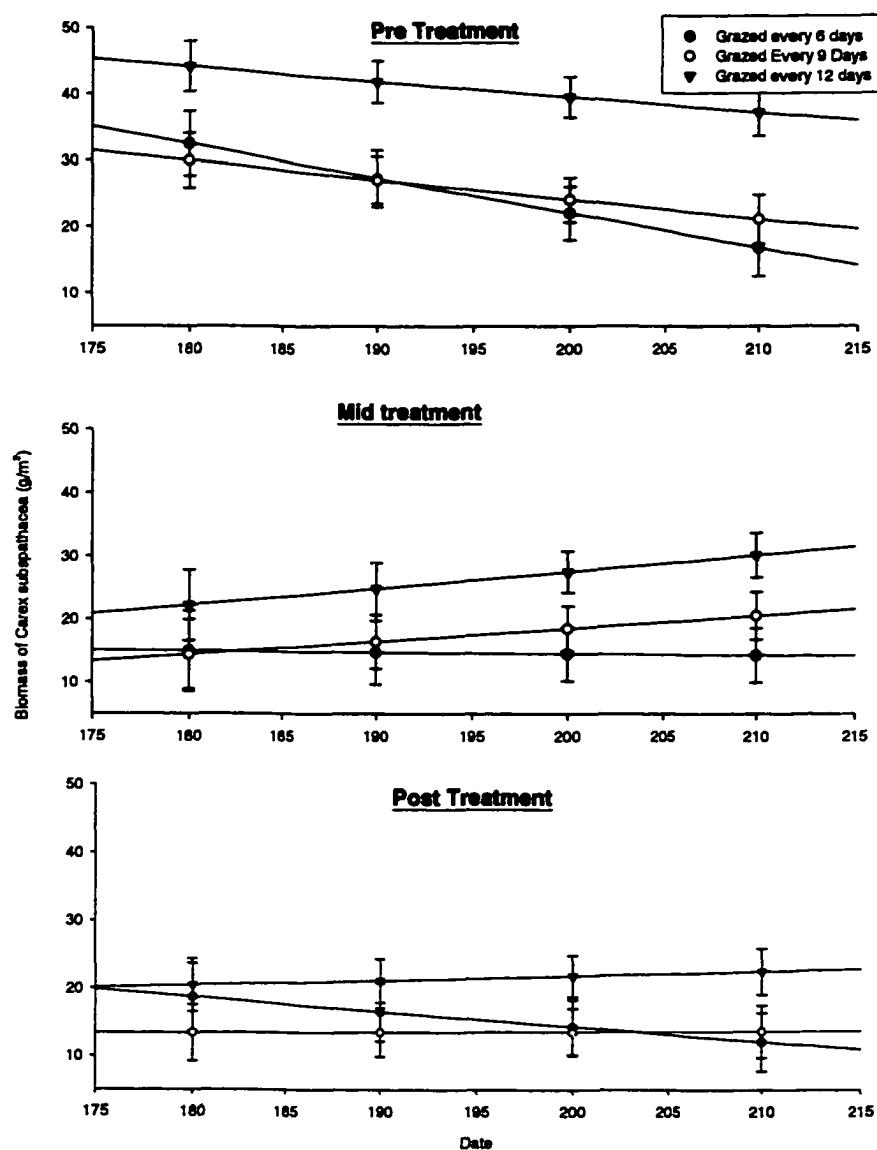 Pre Treatment
Grazed every 6 days
Grazed Every 9 Days
Grazed every 12 days
50
40
30
20
10
175 180 185 190 195 200 205 210 215
Mid treatment
50
40
30
20
10
175 180 185 190 195 200 205 210 215
Biomass of Carex subspathacea (g/m²)
Post Treatment
50
40
30
20
10
175 180 185 190 195 200 205 210 215
Date